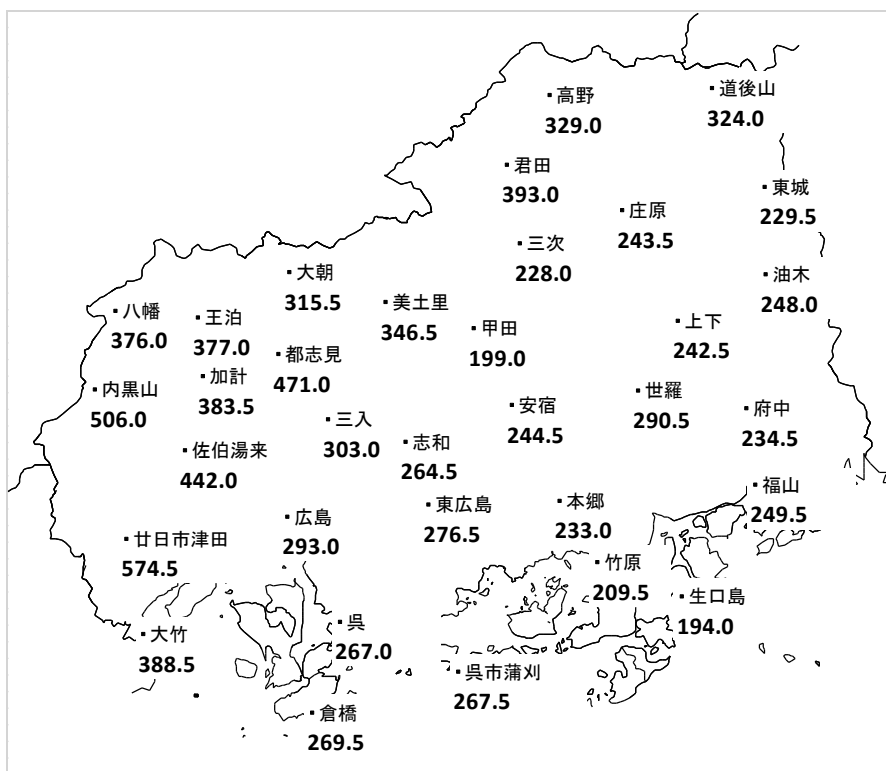 ・高野
329.0
・道後山
324.0
・君田
393.0
・東城
229.5
・庄原
243.5
・三次
228.0
・大朝
315.5
・油木
248.0
・美土里
346.5
・八幡
376.0
・王泊
377.0
・甲田
199.0
・上下
242.5
・都志見
471.0
・加計
383.5
・内黒山
506.0
・世羅
290.5
・安宿
244.5
・府中
234.5
・三入
303.0
・志和
264.5
・佐伯湯来
442.0
・福山
249.5
・本郷
233.0
・東広島
276.5
・広島
293.0
・廿日市津田
574.5
・竹原
209.5
・生口島
194.0
・呉
267.0
・大竹
388.5
・呉市蒲刈
267.5
・倉橋
269.5